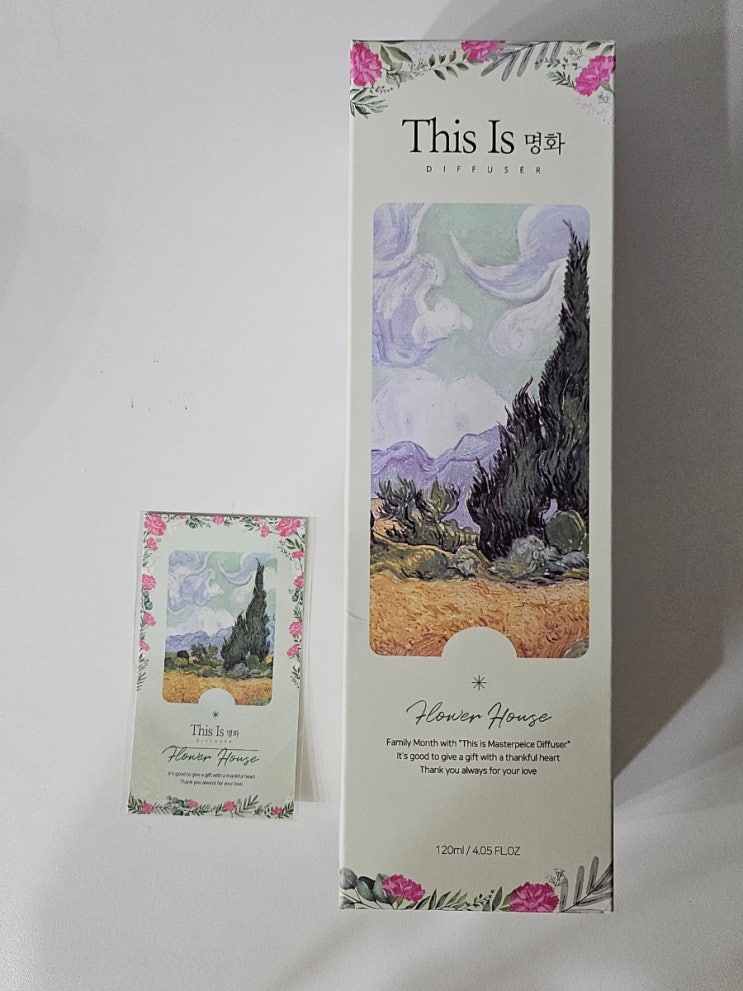 This Is 명화
DIFFUSER
Flower House
Family Month with "This is Masterpeice Diffuser"
It's good to give a gift with a thankful heart
Thank you always for your love
120ml / 4.05 FL.OZ
This Is 명화
DIFFUSER
Flower House
It's good to give a gift with a thankful heart
Thank you always for your love